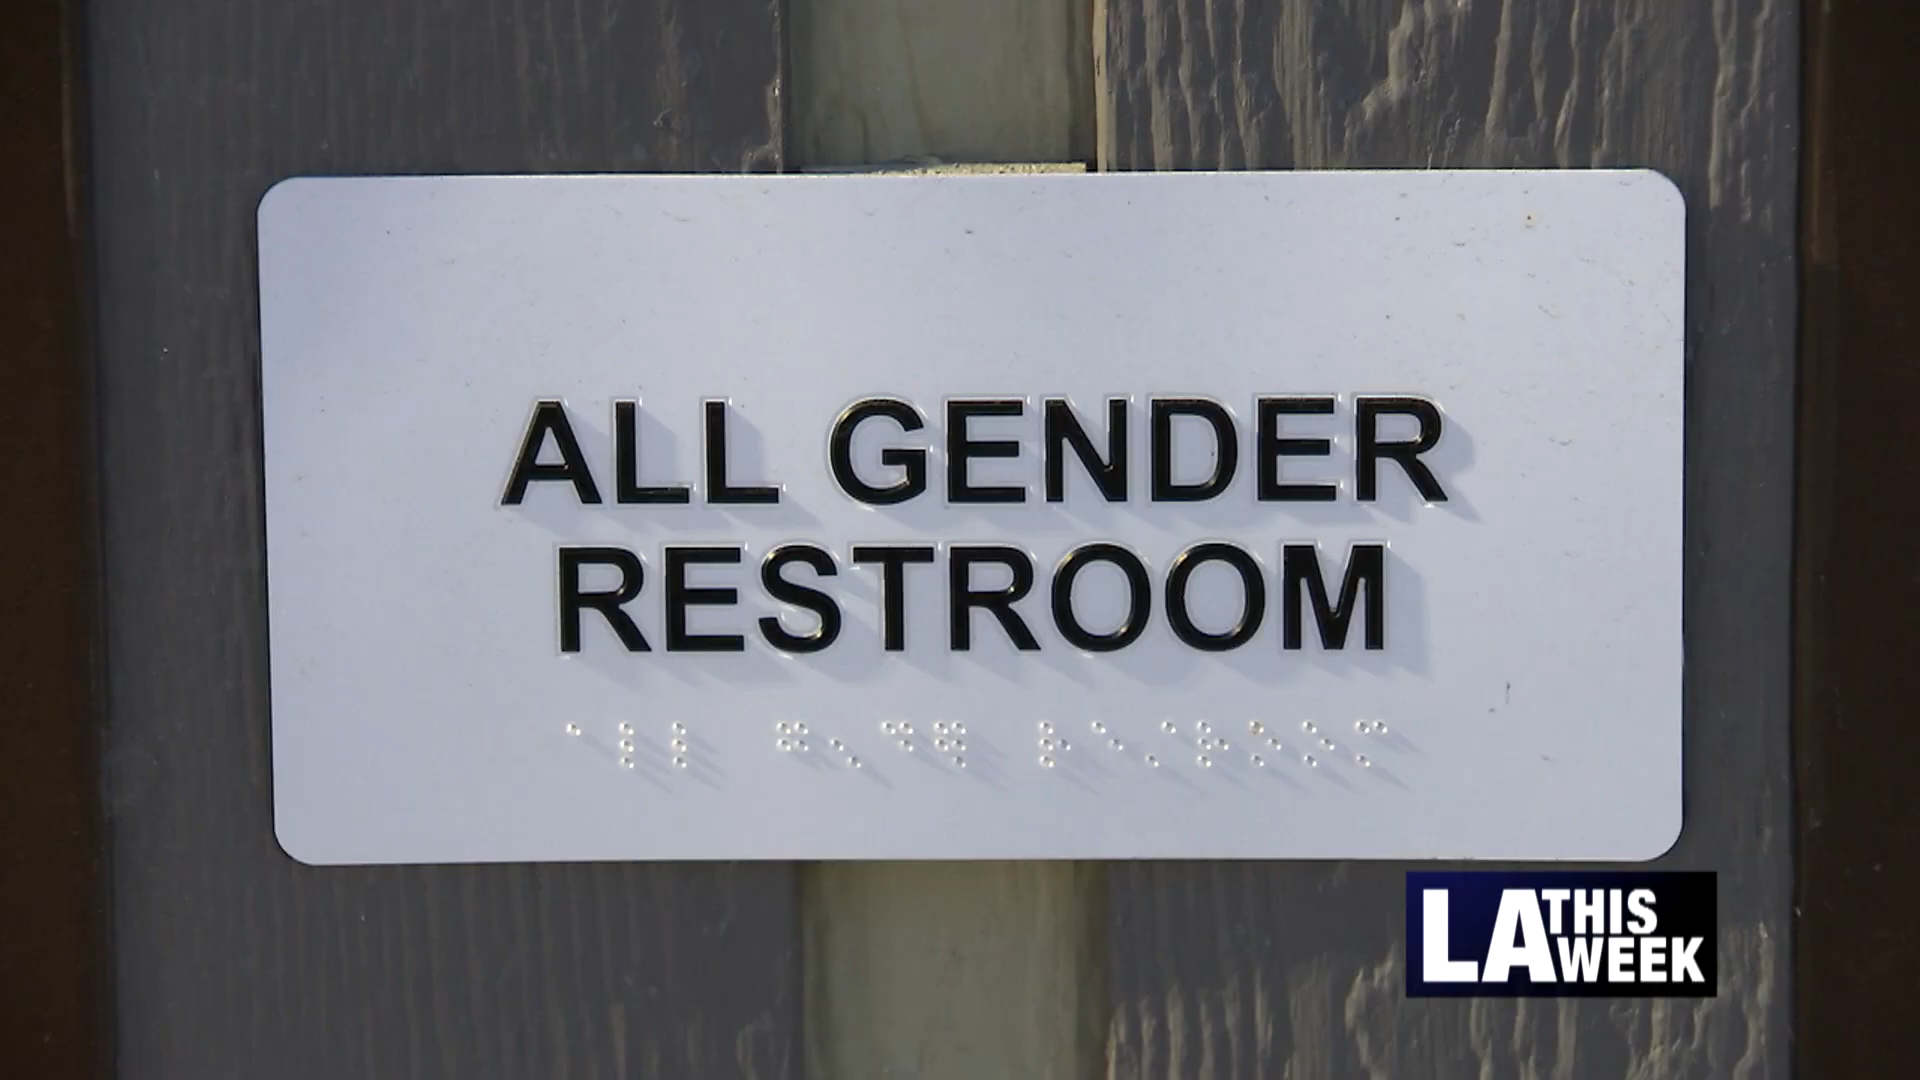 ALL GENDER
RESTROOM
⠁⠇⠇ ⠛⠢⠙⠻ ⠗⠑⠌⠗⠕⠕⠍
LA THIS
WEEK